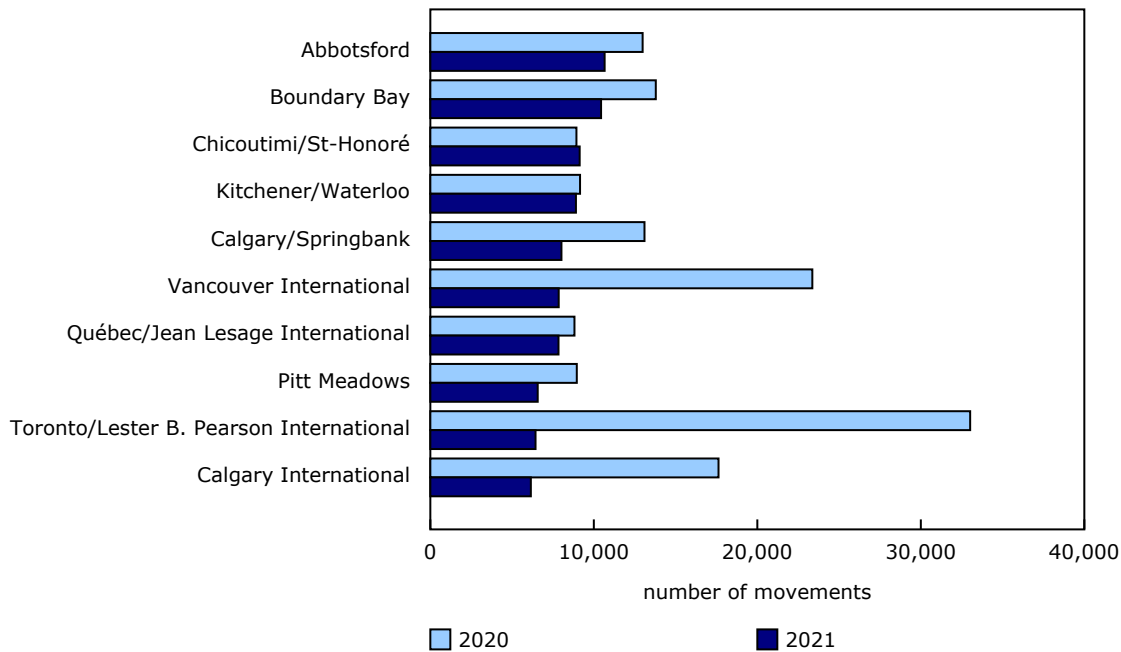 Abbotsford
Boundary Bay
Chicoutimi/St-Honoré
Kitchener/Waterloo
Calgary/Springbank
Vancouver International
Québec/Jean Lesage International
Pitt Meadows
Toronto/Lester B. Pearson International
Calgary International
0 10,000 20,000 30,000 40,000
number of movements
2020 2021